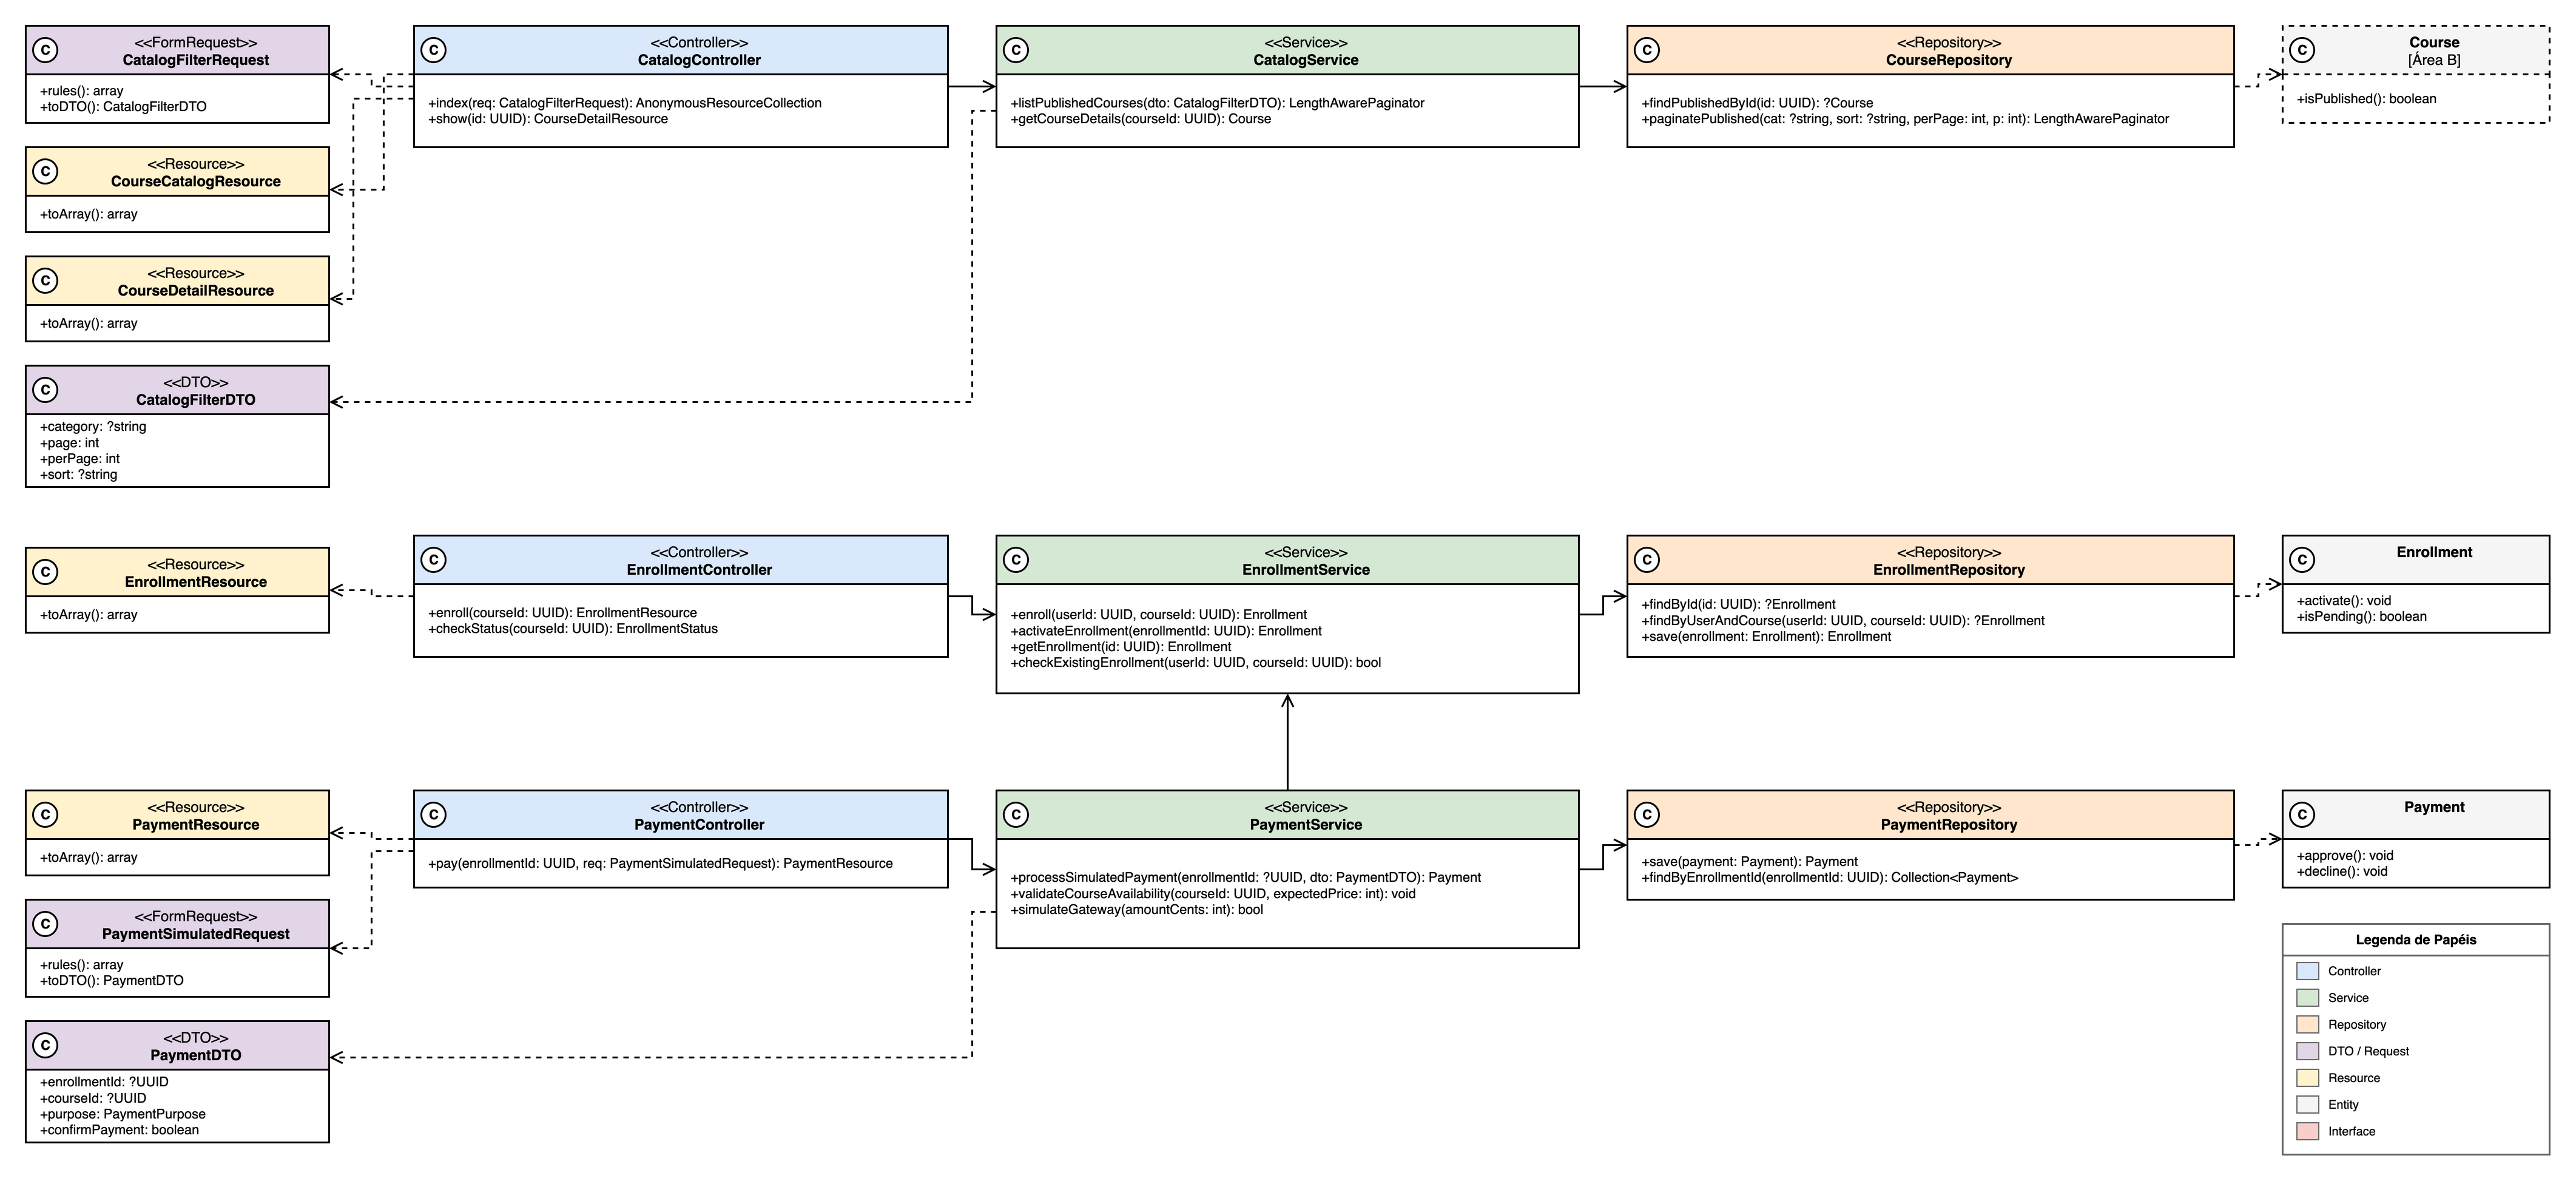 C
<<FormRequest>>
CatalogFilterRequest
+rules(): array
+toDTO(): CatalogFilterDTO
C
<<Controller>>
CatalogController
+index(req: CatalogFilterRequest): AnonymousResourceCollection
+show(id: UUID): CourseDetailResource
C
<<Service>>
CatalogService
+listPublishedCourses(dto: CatalogFilterDTO): LengthAwarePaginator
+getCourseDetails(courseId: UUID): Course
C
<<Repository>>
CourseRepository
+findPublishedById(id: UUID): ?Course
+paginatePublished(cat: ?string, sort: ?string, perPage: int, p: int): LengthAwarePaginator
C
Course
[Área B]
+isPublished(): boolean
C
<<Resource>>
CourseCatalogResource
+toArray(): array
C
<<Resource>>
CourseDetailResource
+toArray(): array
C
<<DTO>>
CatalogFilterDTO
+category: ?string
+page: int
+perPage: int
+sort: ?string
C
<<Resource>>
EnrollmentResource
+toArray(): array
C
<<Controller>>
EnrollmentController
+enroll(courseId: UUID): EnrollmentResource
+checkStatus(courseId: UUID): EnrollmentStatus
C
<<Service>>
EnrollmentService
+enroll(userId: UUID, courseId: UUID): Enrollment
+activateEnrollment(enrollmentId: UUID): Enrollment
+getEnrollment(id: UUID): Enrollment
+checkExistingEnrollment(userId: UUID, courseId: UUID): bool
C
<<Repository>>
EnrollmentRepository
+findById(id: UUID): ?Enrollment
+findByUserAndCourse(userId: UUID, courseId: UUID): ?Enrollment
+save(enrollment: Enrollment): Enrollment
C
Enrollment
+activate(): void
+isPending(): boolean
C
<<Resource>>
PaymentResource
+toArray(): array
C
<<Controller>>
PaymentController
+pay(enrollmentId: UUID, req: PaymentSimulatedRequest): PaymentResource
C
<<Service>>
PaymentService
+processSimulatedPayment(enrollmentId: ?UUID, dto: PaymentDTO): Payment
+validateCourseAvailability(courseId: UUID, expectedPrice: int): void
+simulateGateway(amountCents: int): bool
C
<<Repository>>
PaymentRepository
+save(payment: Payment): Payment
+findByEnrollmentId(enrollmentId: UUID): Collection<Payment>
C
Payment
+approve(): void
+decline(): void
C
<<FormRequest>>
PaymentSimulatedRequest
+rules(): array
+toDTO(): PaymentDTO
C
<<DTO>>
PaymentDTO
+enrollmentId: ?UUID
+courseId: ?UUID
+purpose: PaymentPurpose
+confirmPayment: boolean
Legenda de Papéis
Controller
Service
Repository
DTO / Request
Resource
Entity
Interface